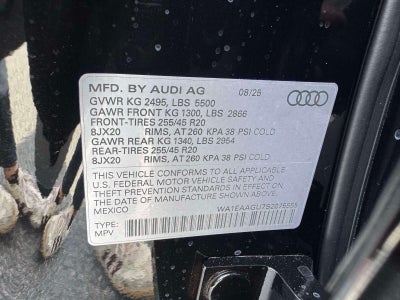 MFD. BY AUDI AG 08/25
GVWR KG 2495, LBS 5500
GAWR FRONT KG 1300, LBS 2866
FRONT-TIRES 255/45 R20
8JX20 RIMS, AT 260 KPA 38 PSI COLD
GAWR REAR KG 1340, LBS 2954
REAR-TIRES 255/45 R20
8JX20 RIMS, AT 260 KPA 38 PSI COLD
THIS VEHICLE CONFORMS TO ALL APPLICABLE
U.S. FEDERAL MOTOR VEHICLE SAFETY AND
THEFT PREVENTION STANDARDS IN EFFECT ON
THE DATE OF MANUFACTURE SHOWN ABOVE.
MEXICO
TYPE:
MPV